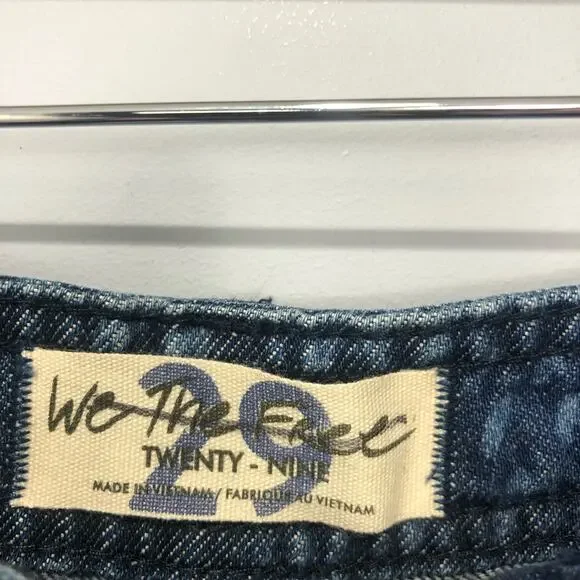 We The Free
29
TWENTY - NINE
MADE IN VIETNAM / FABRIQUÉ AU VIETNAM